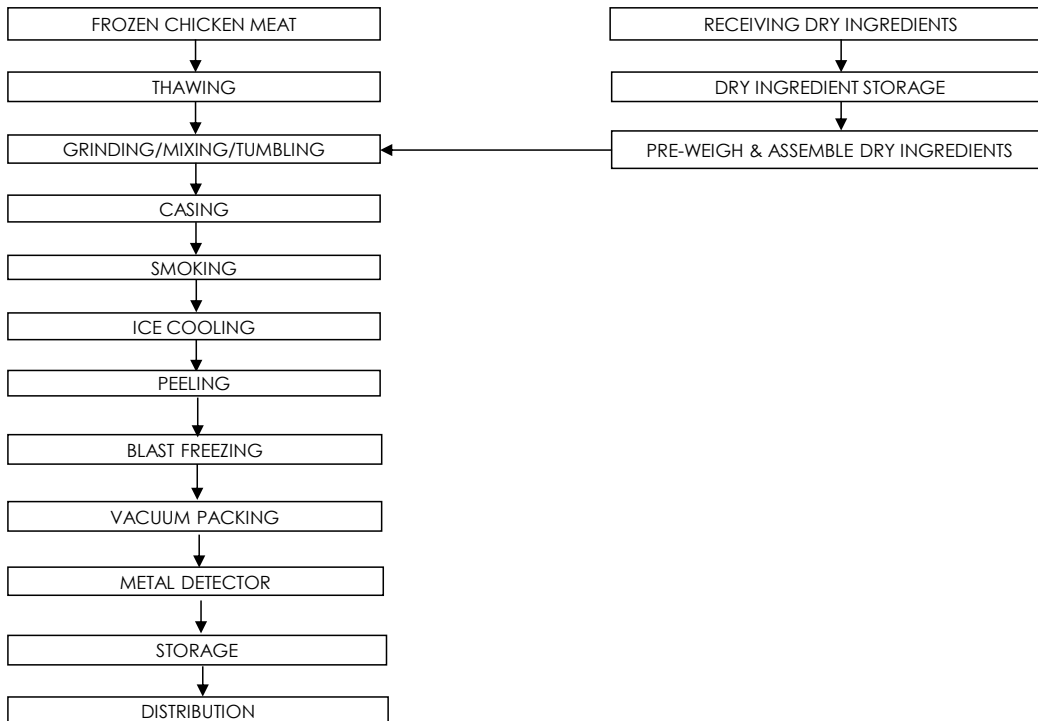 FROZEN CHICKEN MEAT
RECEIVING DRY INGREDIENTS
THAWING
DRY INGREDIENT STORAGE
GRINDING/MIXING/TUMBLING
PRE-WEIGH & ASSEMBLE DRY INGREDIENTS
CASING
SMOKING
ICE COOLING
PEELING
BLAST FREEZING
VACUUM PACKING
METAL DETECTOR
STORAGE
DISTRIBUTION